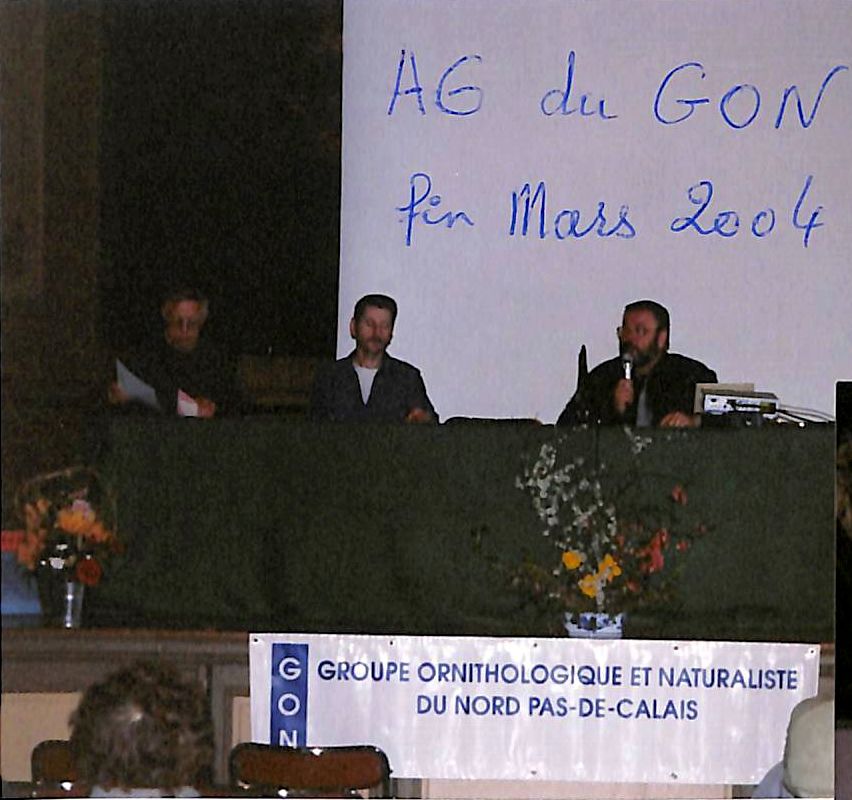 AG du GON
fin Mars 2004
GON
GROUPE ORNITHOLOGIQUE ET NATURALISTE
DU NORD PAS-DE-CALAIS